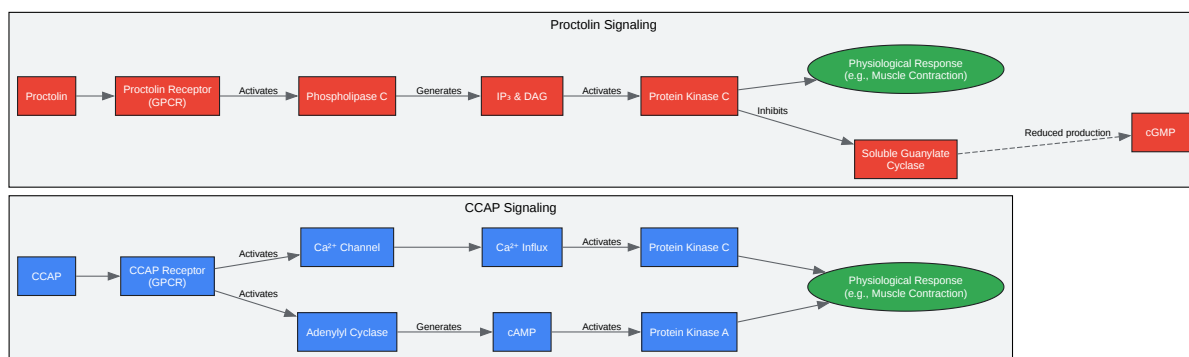 Proctolin Signaling
Proctolin
Proctolin Receptor
(GPCR)
Activates
Phospholipase C
Generates
IP₃ & DAG
Activates
Protein Kinase C
Physiological Response
(e.g., Muscle Contraction)
Inhibits
Soluble Guanylate
Cyclase
Reduced production
cGMP
CCAP Signaling
CCAP
CCAP Receptor
(GPCR)
Activates
Ca²⁺ Channel
Ca²⁺ Influx
Activates
Protein Kinase C
Activates
Adenylyl Cyclase
Generates
cAMP
Activates
Protein Kinase A
Physiological Response
(e.g., Muscle Contraction)